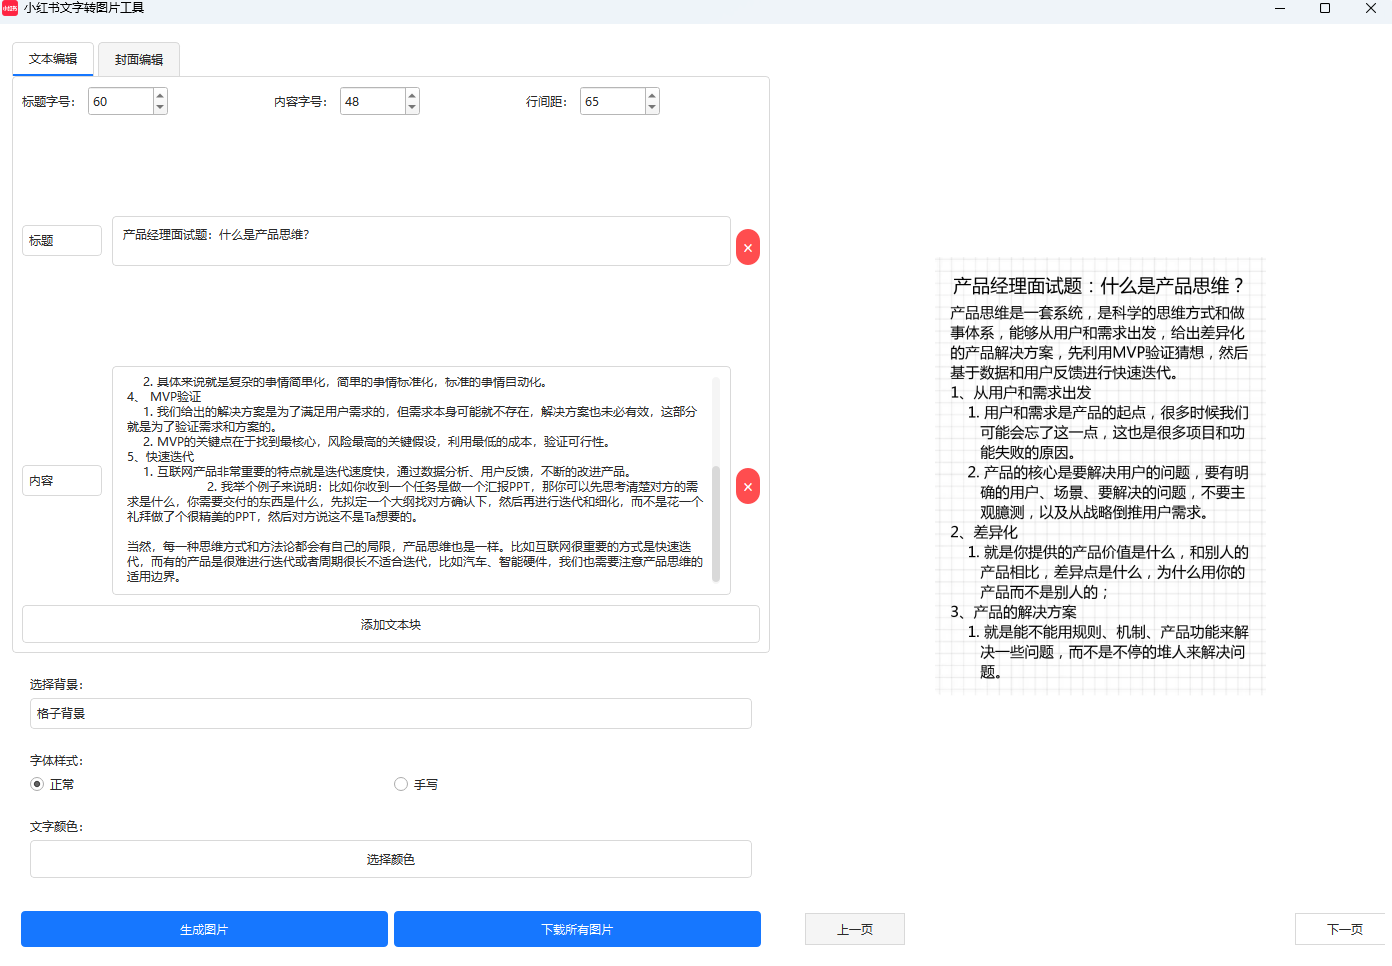 小红书
小红书文字转图片工具
文本编辑
封面编辑
标题字号：
60
内容字号：
48
行间距：
65
标题
产品经理面试题：什么是产品思维？
内容
2. 具体来说就是复杂的事情简单化，简单的事情标准化，标准的事情自动化。
4、 MVP验证
1. 我们给出的解决方案是为了满足用户需求的，但需求本身可能就不存在，解决方案也未必有效，这部分
就是为了验证需求和方案的。
2. MVP的关键点在于找到最核心，风险最高的关键假设，利用最低的成本，验证可行性。
5、快速迭代
1. 互联网产品非常重要的特点就是迭代速度快，通过数据分析、用户反馈，不断的改进产品。
2. 我举个例子来说明：比如你收到一个任务是做一个汇报PPT，那你可以先思考清楚对方的需
求是什么，你需要交付的东西是什么，先拟定一个大纲找对方确认下，然后再进行迭代和细化，而不是花一个
礼拜做了个很精美的PPT，然后对方说这不是Ta想要的。
当然，每一种思维方式和方法论都会有自己的局限，产品思维也是一样。比如互联网很重要的方式是快速迭
代，而有的产品是很难进行迭代或者周期很长不适合迭代，比如汽车、智能硬件，我们也需要注意产品思维的
适用边界。
添加文本块
选择背景：
格子背景
字体样式：
正常
手写
文字颜色：
选择颜色
生成图片
下载所有图片
产品经理面试题：什么是产品思维？
产品思维是一套系统，是科学的思维方式和做
事体系，能够从用户和需求出发，给出差异化
的产品解决方案，先利用MVP验证猜想，然后
基于数据和用户反馈进行快速迭代。
1、从用户和需求出发
1. 用户和需求是产品的起点，很多时候我们
可能会忘了这一点，这也是很多项目和功
能失败的原因。
2. 产品的核心是要解决用户的问题，要有明
确的用户、场景、要解决的问题，不要主
观臆测，以及从战略倒推用户需求。
2、差异化
1. 就是你提供的产品价值是什么，和别人的
产品相比，差异点是什么，为什么用你的
产品而不是别人的；
3、产品的解决方案
1. 就是能不能用规则、机制、产品功能来解
决一些问题，而不是不停的堆人来解决问
题。
上一页
下一页